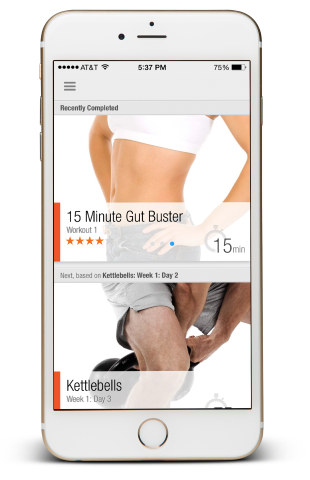 AT&T 5:37 PM 75%
Recently Completed
15 Minute Gut Buster
Workout 1
15min
Next, based on Kettlebells: Week 1: Day 2
Kettlebells
Week 1: Day 3